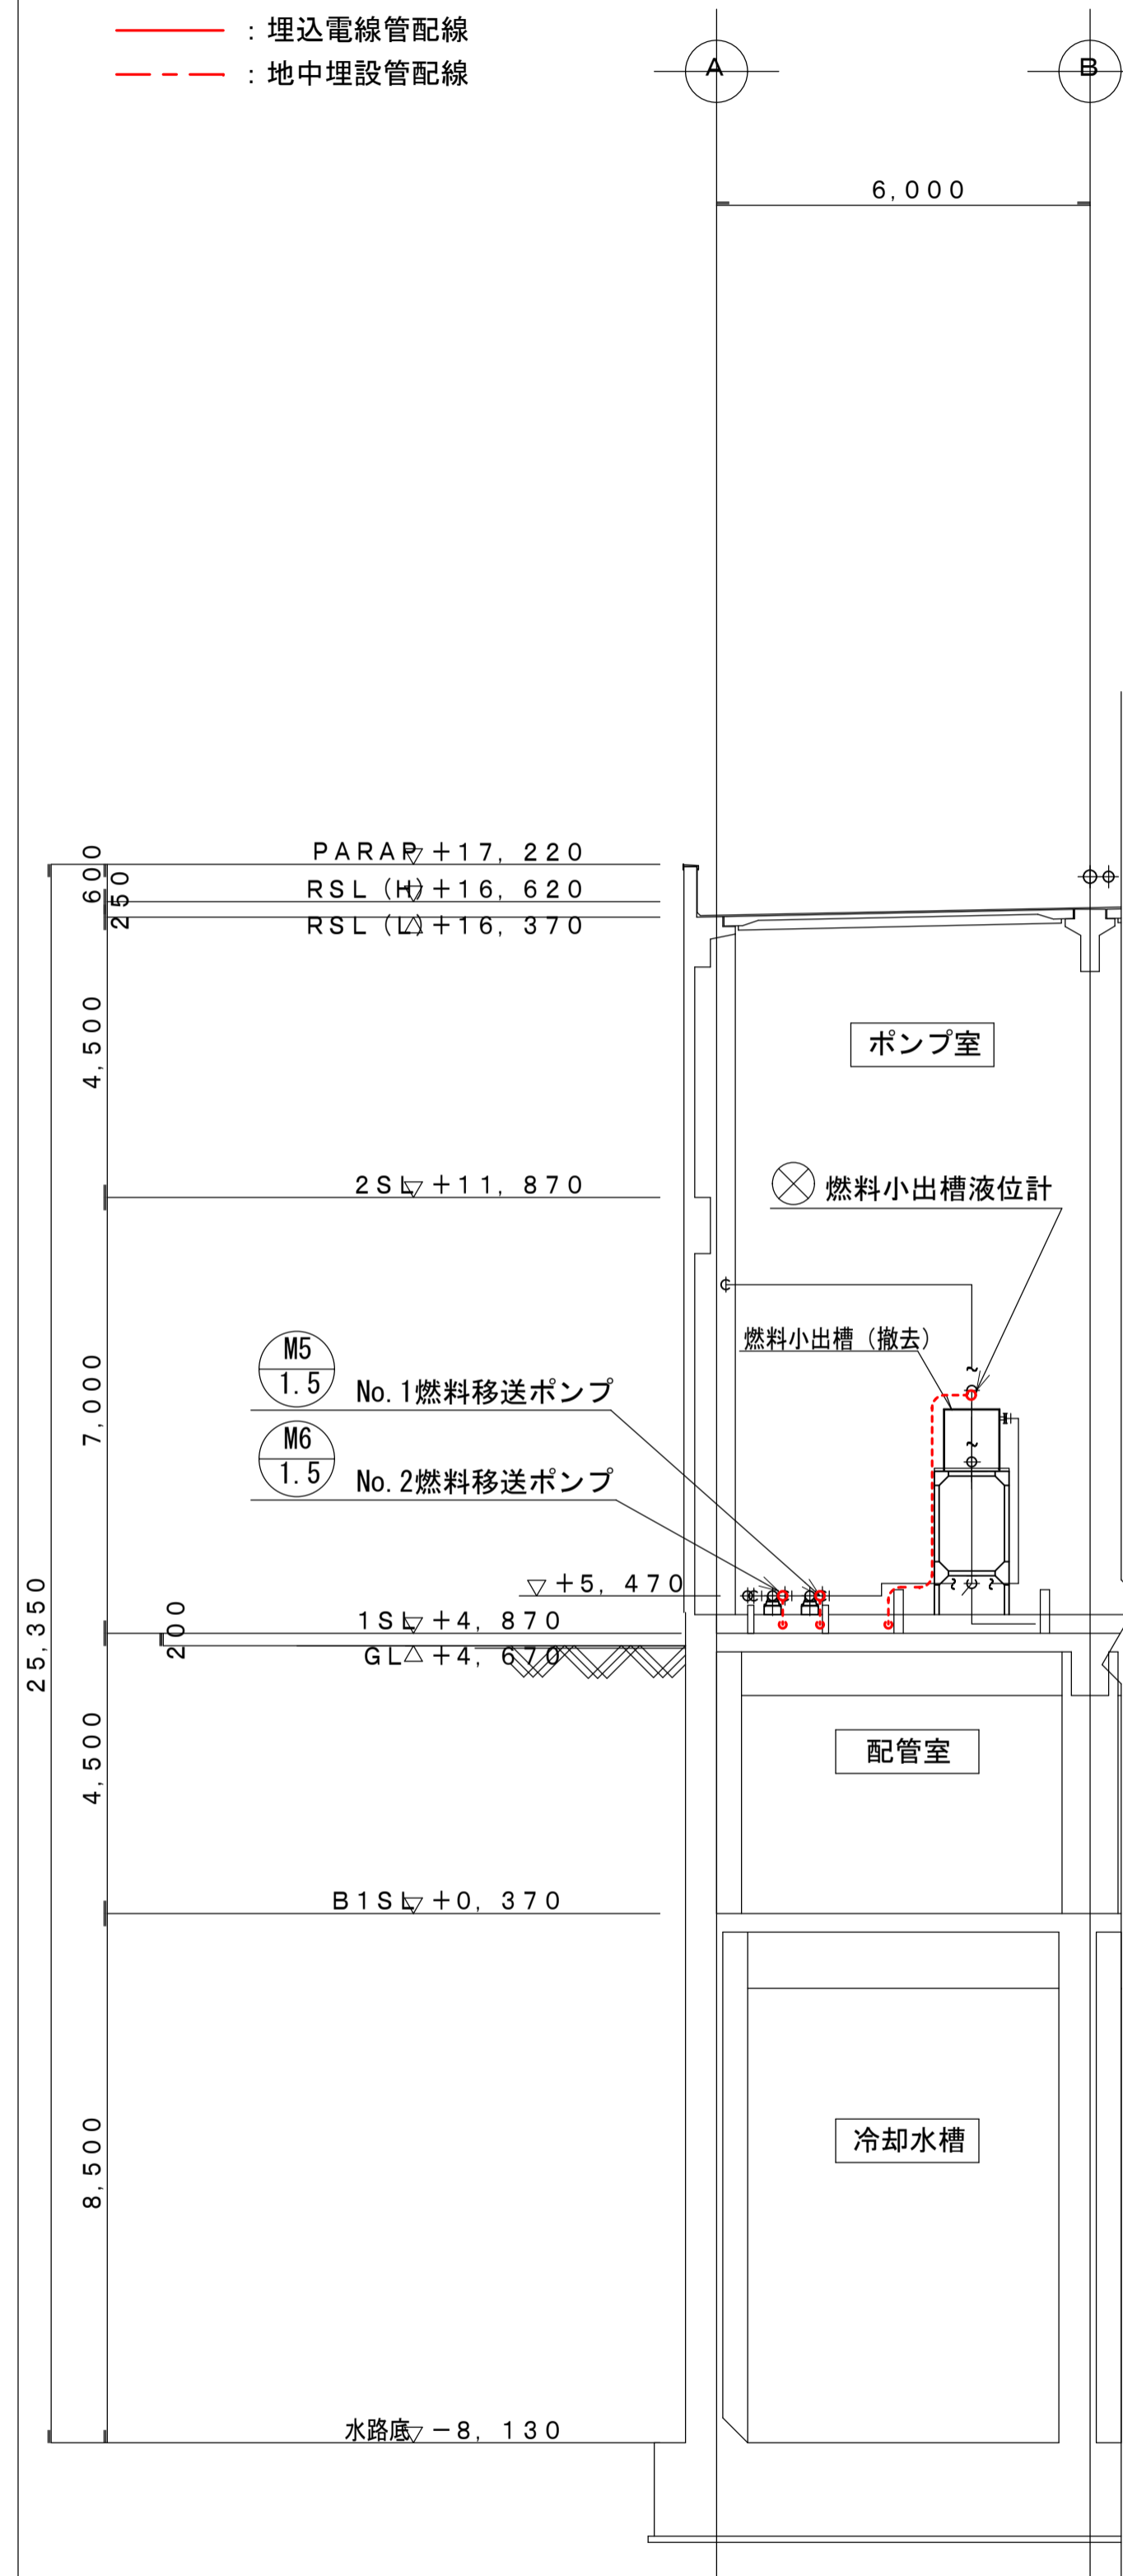 ：埋込電線管配線
：地中埋設管配線
A
B
6,000
PARAP ▽ +17,220
600
RSL(H) ▽ +16,620
250
RSL(L) △ +16,370
4,500
ポンプ室
2SL ▽ +11,870
燃料小出槽液位計
燃料小出槽（撤去）
M5
1.5
No.1燃料移送ポンプ
7,000
M6
1.5
No.2燃料移送ポンプ
▽ +5,470
1SL ▽ +4,870
200
GL △ +4,670
25,350
4,500
配管室
B1SL ▽ +0,370
8,500
冷却水槽
水路底 ▽ −8,130